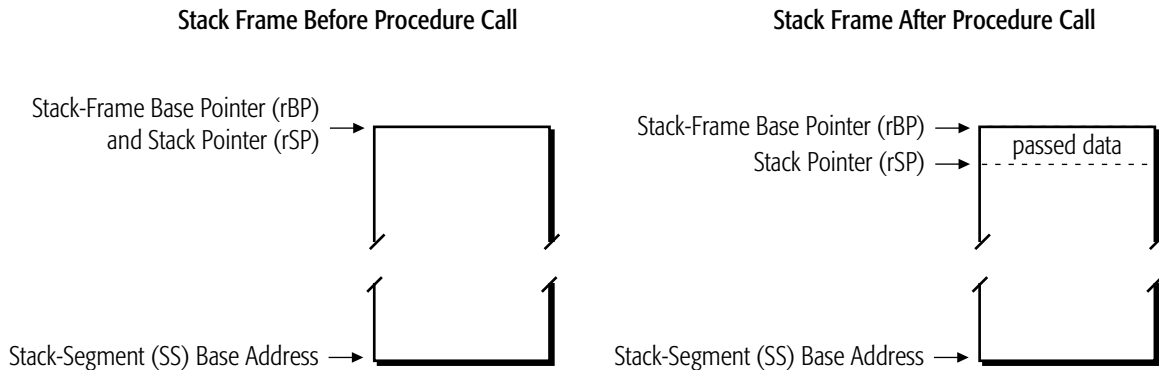 Stack Frame Before Procedure Call
Stack-Frame Base Pointer (rBP)
and Stack Pointer (rSP)
Stack-Segment (SS) Base Address
Stack Frame After Procedure Call
Stack-Frame Base Pointer (rBP)
passed data
Stack Pointer (rSP)
Stack-Segment (SS) Base Address